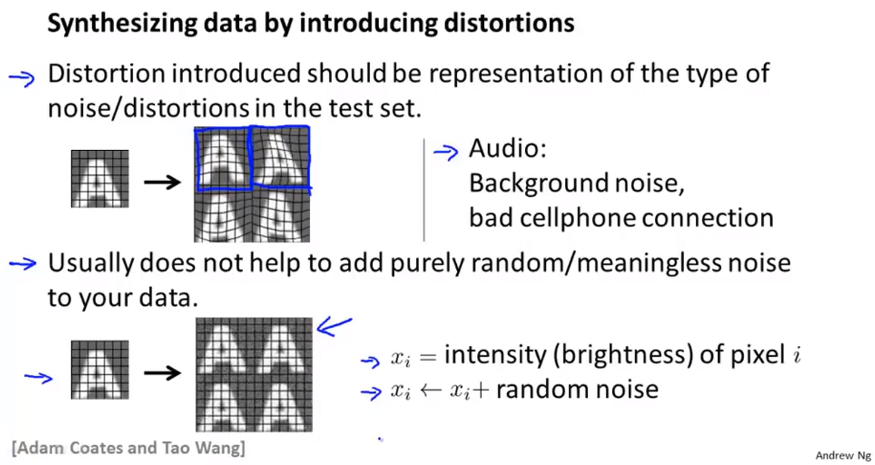 Synthesizing data by introducing distortions
Distortion introduced should be representation of the type of
noise/distortions in the test set.
Audio:
Background noise,
bad cellphone connection
Usually does not help to add purely random/meaningless noise
to your data.
x_i = intensity (brightness) of pixel i
x_i ← x_i + random noise
[Adam Coates and Tao Wang]
Andrew Ng